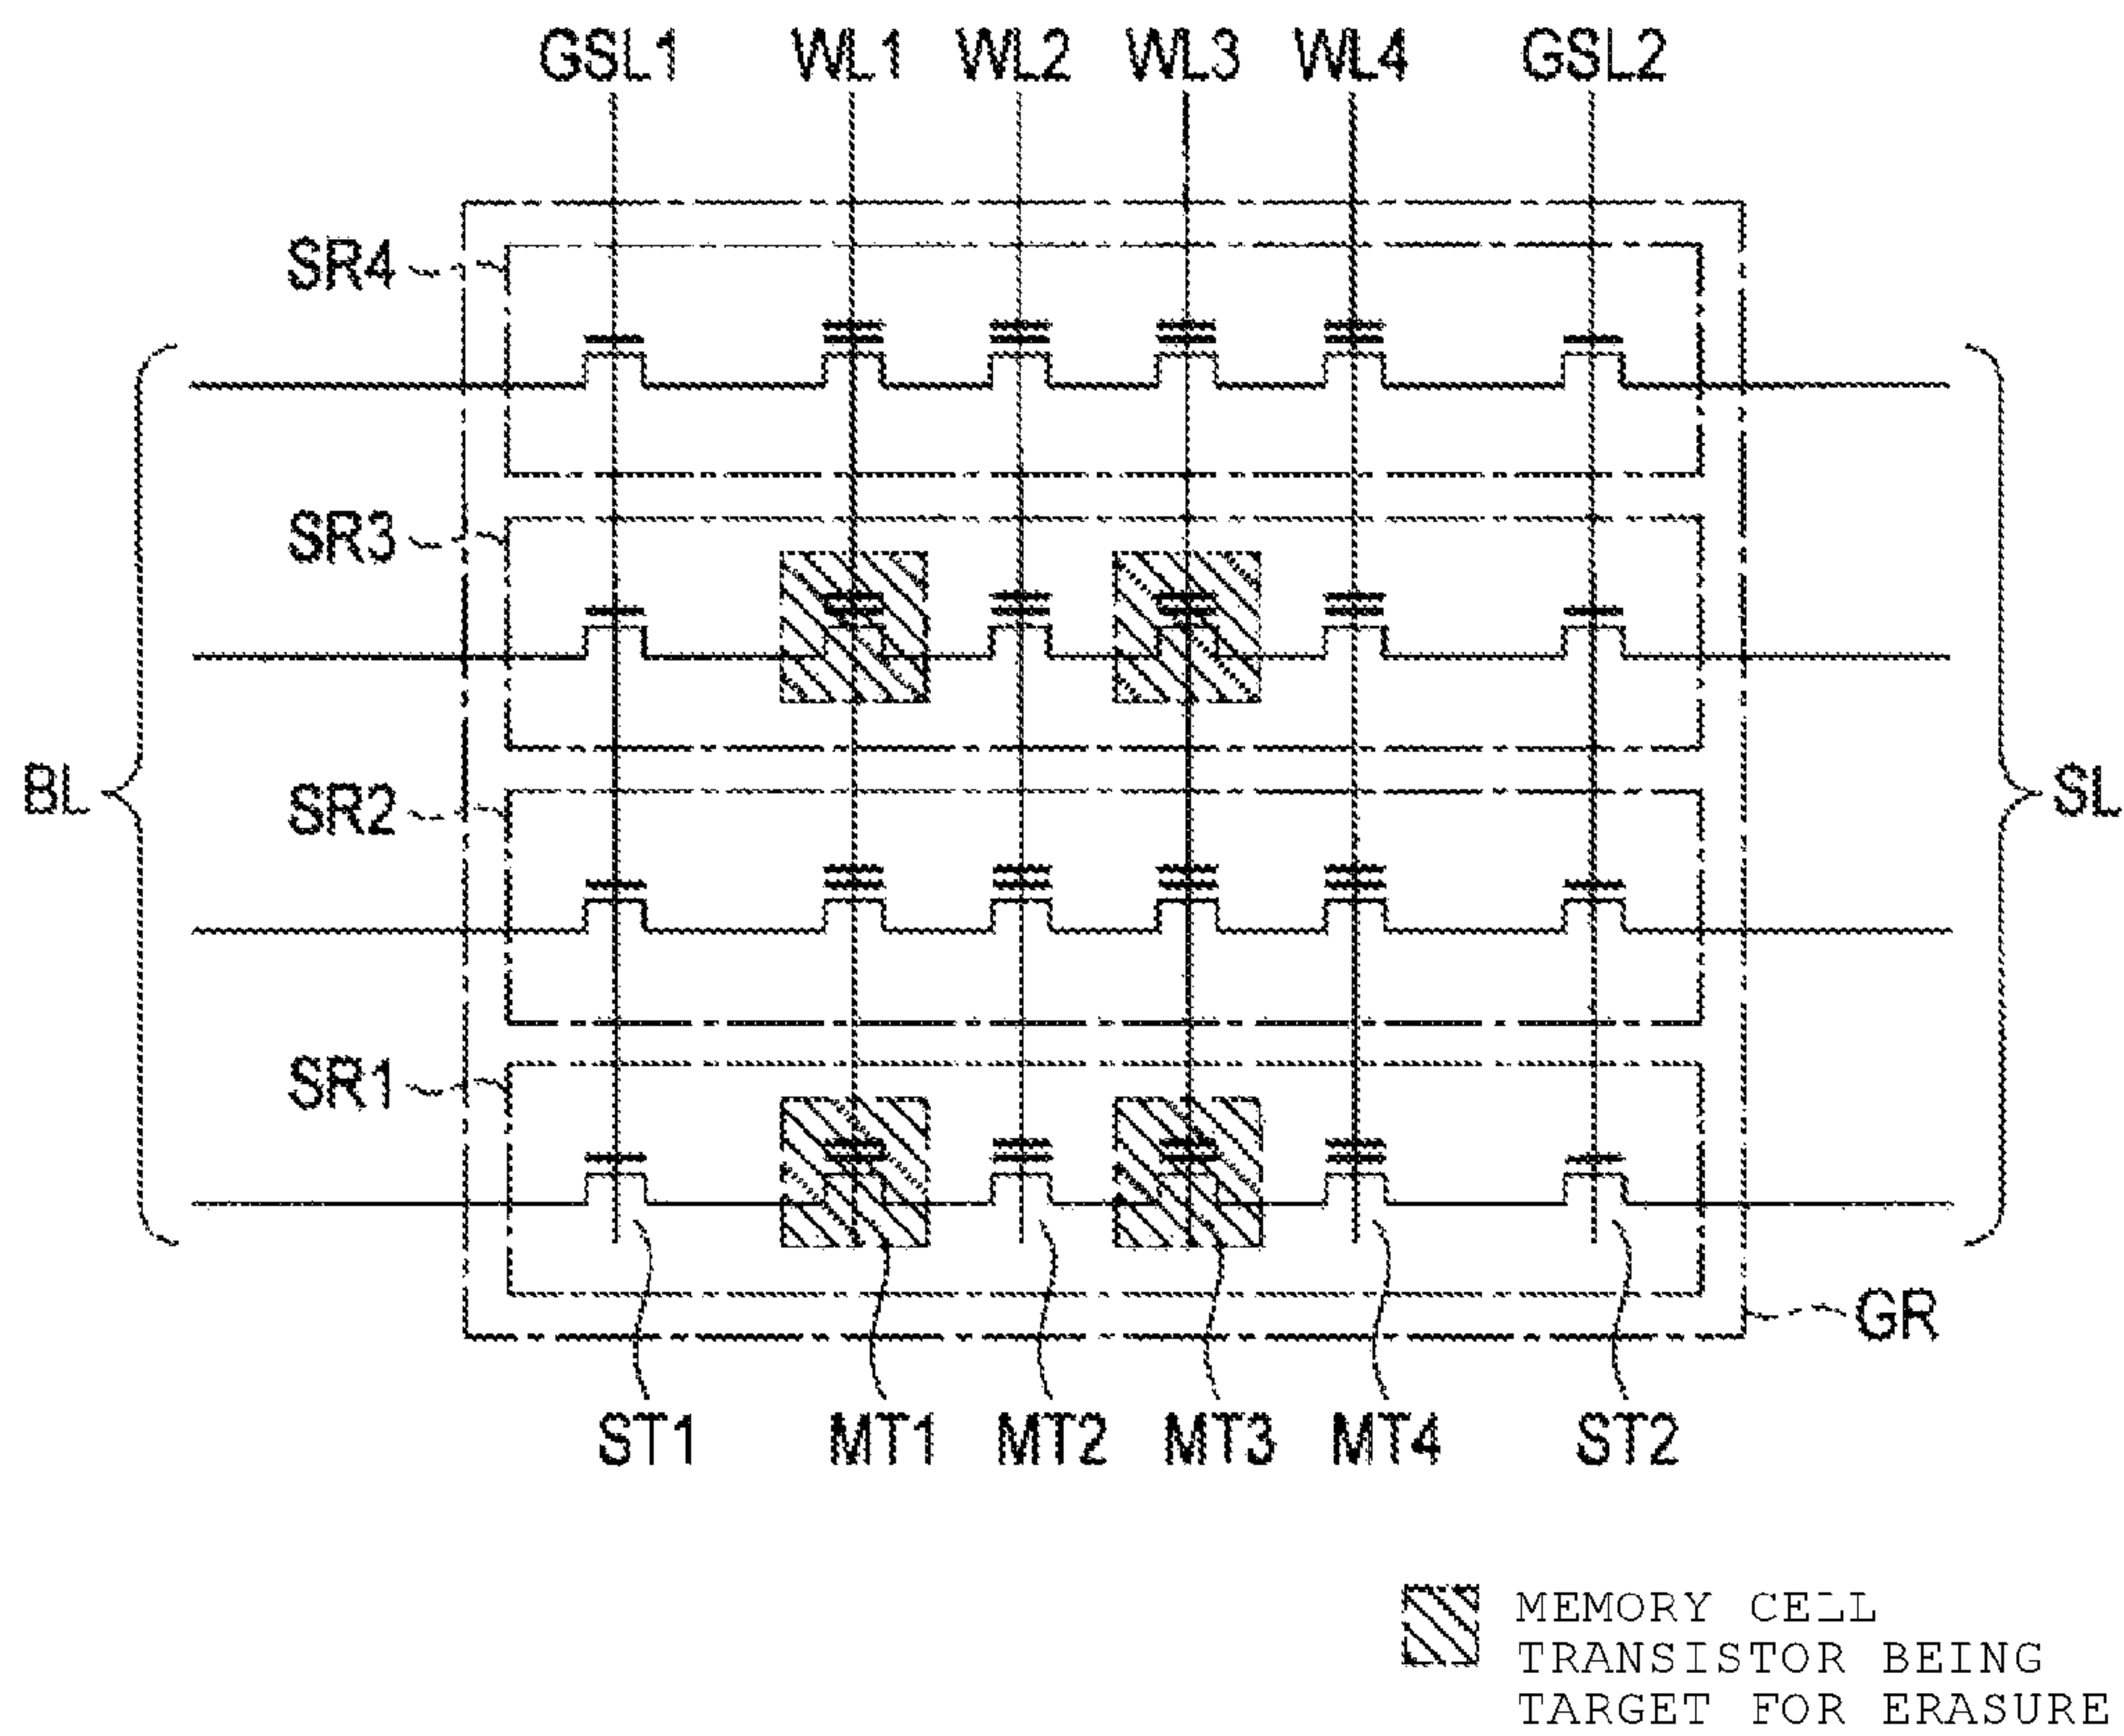 GSL1 WL1 WL2 WL3 WL4 GSL2
SR4
SR3
BL
SR2
SL
SR1
GR
ST1 MT1 MT2 MT3 MT4 ST2
MEMORY CELL
TRANSISTOR BEING
TARGET FOR ERASURE